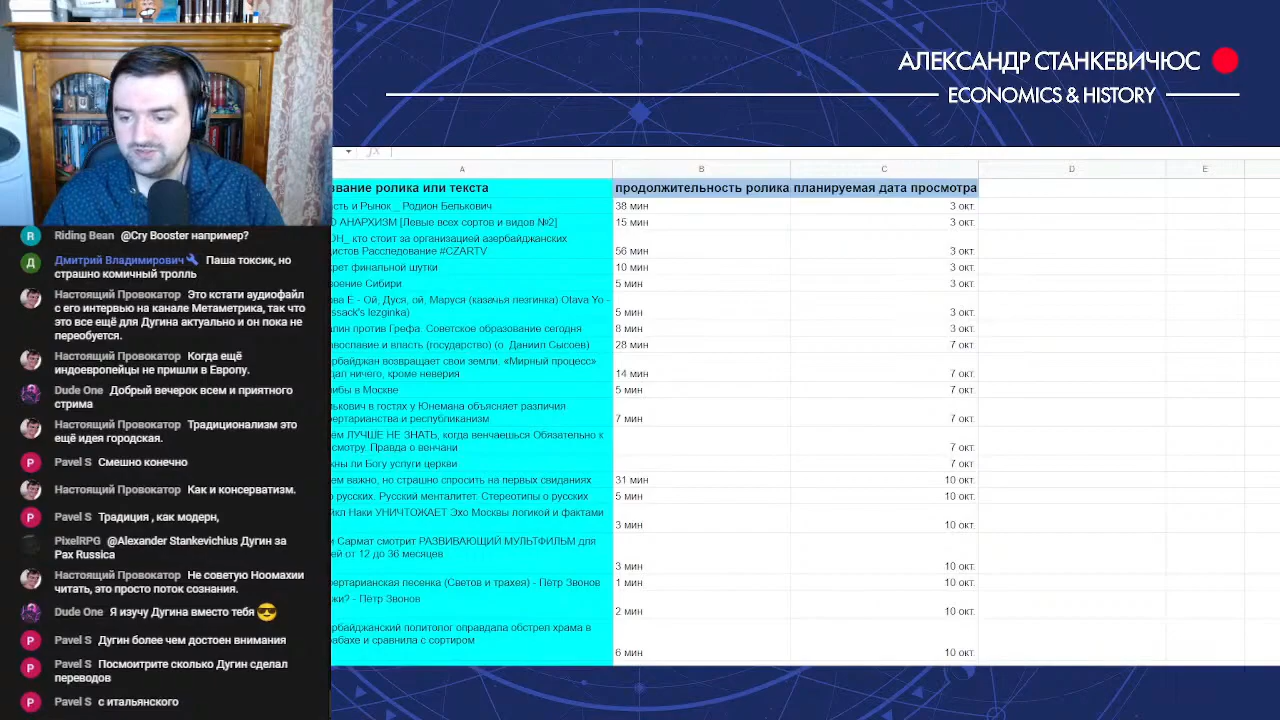 АЛЕКСАНДР СТАНКЕВИЧЮС
ECONOMICS & HISTORY
Riding Bean @Cry Booster например?
Дмитрий Владимирович Паша токсик, но
страшно комичный тролль
Настоящий Провокатор Это кстати аудиофайл
с его интервью на канале Метаметрика, так что
это все ещё для Дугина актуально и он пока не
переобуется.
Настоящий Провокатор Когда ещё
индоевропейцы не пришли в Европу.
Dude One Добрый вечерок всем и приятного
стрима
Настоящий Провокатор Традиционализм это
ещё идея городская.
Pavel S Смешно конечно
Настоящий Провокатор Как и консерватизм.
Pavel S Традиция , как модерн,
PixelRPG @Alexander Stankevichius Дугин за
Pax Russica
Настоящий Провокатор Не советую Ноомахии
читать, это просто поток сознания.
Dude One Я изучу Дугина вместо тебя 😎
Pavel S Дугин более чем достоен внимания
Pavel S Посмоитрите сколько Дугин сделал
переводов
Pavel S с итальянского
A B C D E
звание ролика или текста продолжительность ролика планируемая дата просмотра
сть и Рынок _ Родион Белькович 38 мин 3 окт.
О АНАРХИЗМ [Левые всех сортов и видов №2] 15 мин 3 окт.
ОН_ кто стоит за организацией азербайджанских
истов Расследование #CZARTV 56 мин 3 окт.
крет финальной шутки 10 мин 3 окт.
воение Сибири 5 мин 3 окт.
ва Ё - Ой, Дуся, ой, Маруся (казачья лезгинка) Otava Yo -
ssack's lezginka) 5 мин 3 окт.
алин против Грефа. Советское образование сегодня 8 мин 3 окт.
вославие и власть (государство) (о. Даниил Сысоев) 28 мин 7 окт.
рбайджан возвращает свои земли. «Мирный процесс»
дал ничего, кроме неверия 14 мин 7 окт.
рибы в Москве 5 мин 7 окт.
лькович в гостях у Юнемана объясняет различия
ертарианства и республиканизм 7 мин 7 окт.
ем ЛУЧШЕ НЕ ЗНАТЬ, когда венчаешься Обязательно к
смотру. Правда о венчани 7 окт.
жны ли Богу услуги церкви 7 окт.
ем важно, но страшно спросить на первых свиданиях 31 мин 10 окт.
о русских. Русский менталитет. Стереотипы о русских 5 мин 10 окт.
йкл Наки УНИЧТОЖАЕТ Эхо Москвы логикой и фактами
3 мин 10 окт.
и Сармат смотрит РАЗВИВАЮЩИЙ МУЛЬТФИЛЬМ для
ей от 12 до 36 месяцев
3 мин 10 окт.
ертарианская песенка (Светов и трахея) - Пётр Звонов 1 мин 10 окт.
жи? - Пётр Звонов
2 мин 10 окт.
рбайджанский политолог оправдала обстрел храма в
рабахе и сравнила с сортиром
6 мин 10 окт.